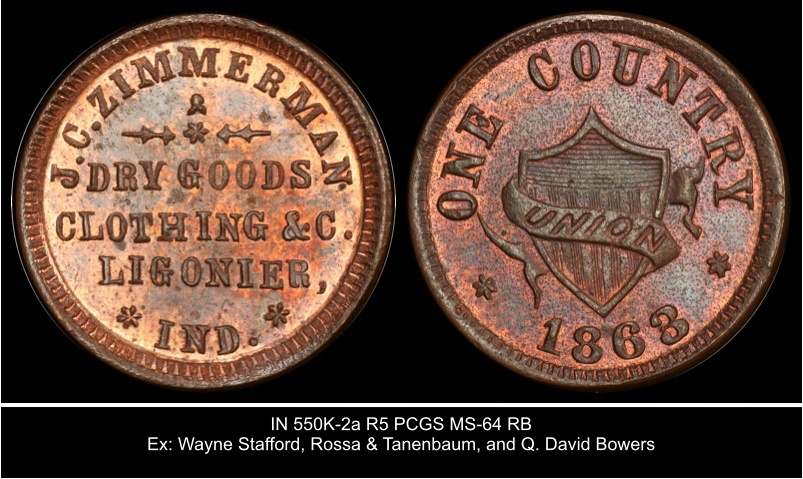 J.C. ZIMMERMAN.
DRY GOODS
CLOTHING & C.
LIGONIER,
IND.
ONE COUNTRY
UNION
1863
IN 550K-2a R5 PCGS MS-64 RB
Ex: Wayne Stafford, Rossa & Tanenbaum, and Q. David Bowers